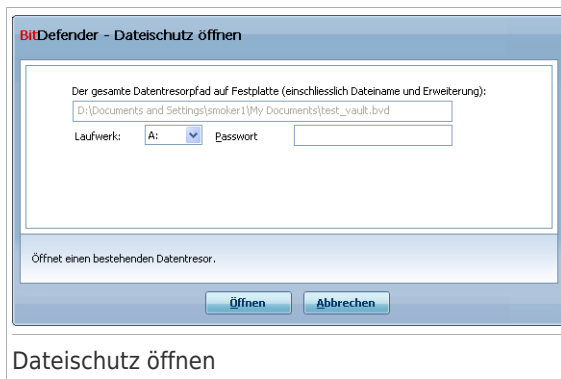 BitDefender - Dateischutz öffnen
Der gesamte Datentresorpfad auf Festplatte (einschliesslich Dateiname und Erweiterung):
D:\Documents and Settings\smoker1\My Documents\test_vault.bvd
Laufwerk: A: Passwort
Öffnet einen bestehenden Datentresor.
Öffnen Abbrechen
Dateischutz öffnen